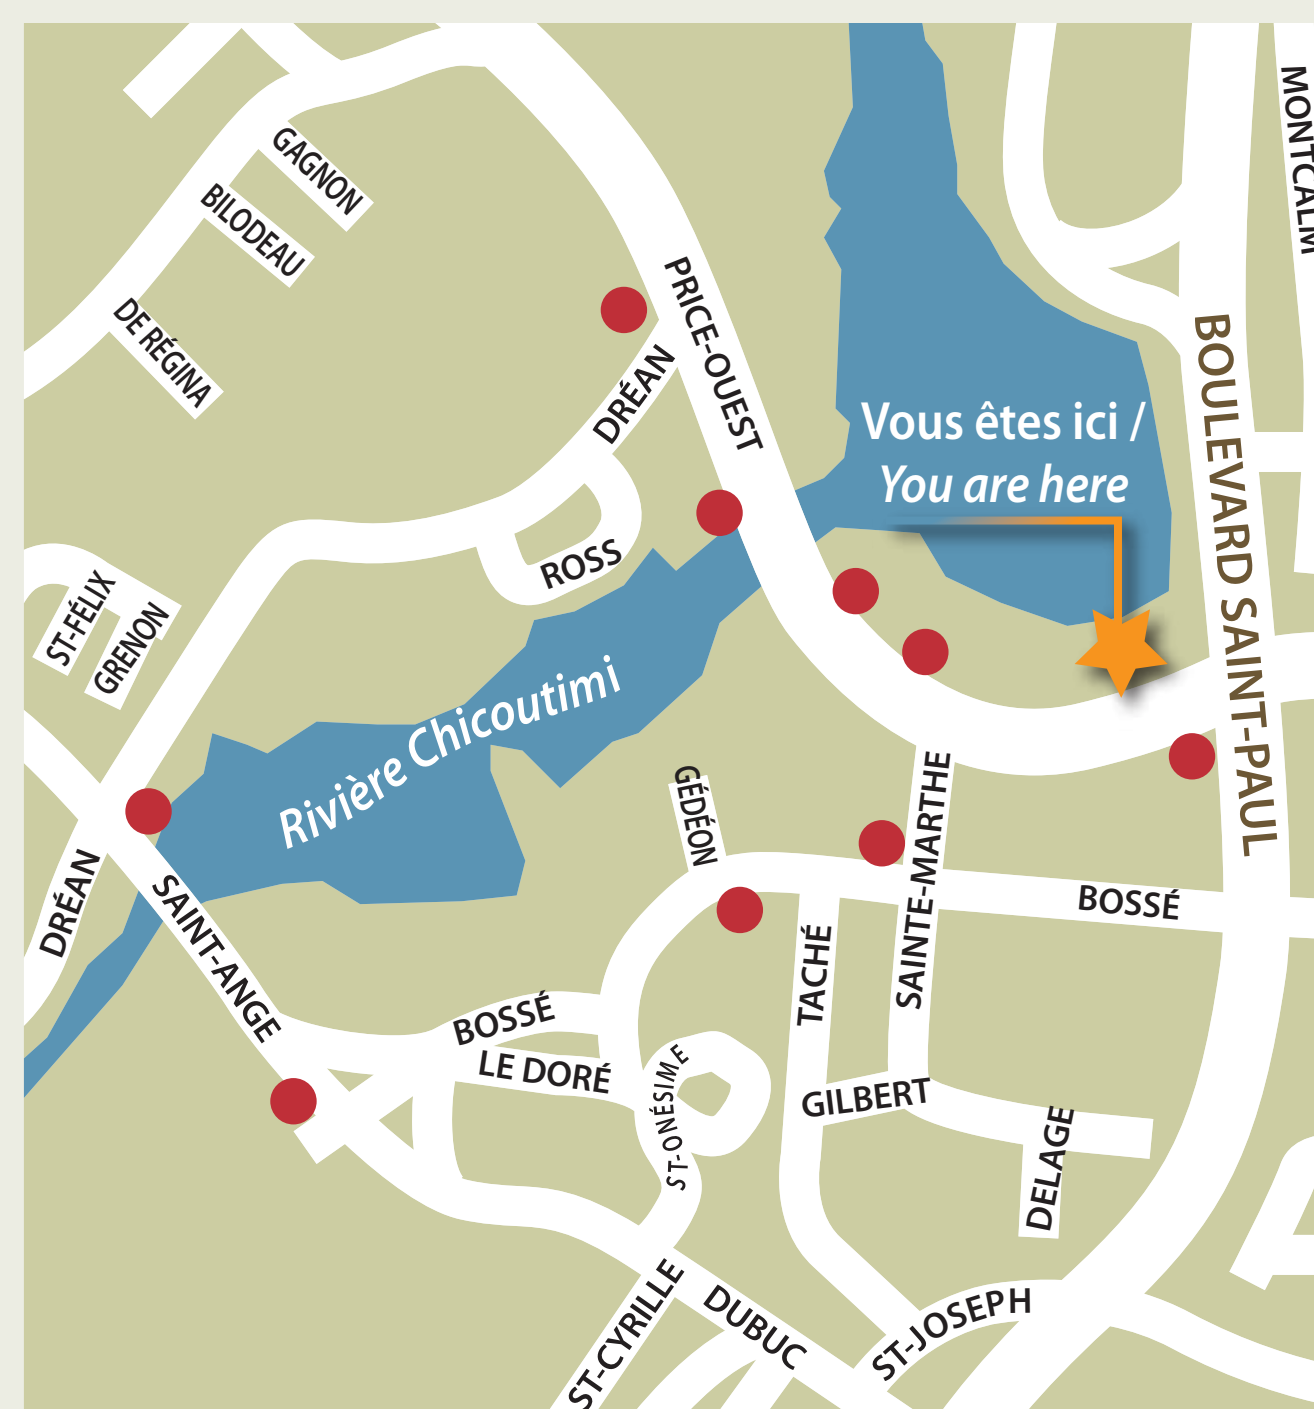 MONTCALM
GAGNON
BILODEAU
DE RÉGINA
PRICE-OUEST
DRÉAN
BOULEVARD SAINT-PAUL
Vous êtes ici /
You are here
ROSS
ST-FÉLIX
GRENON
Rivière Chicoutimi
GÉDÉON
SAINTE-MARTHE
DRÉAN
SAINT-ANGE
BOSSÉ
TACHÉ
BOSSÉ
LE DORÉ
ST-ONÉSIME
GILBERT
DELAGE
ST-CYRILLE
DUBUC
ST-JOSEPH